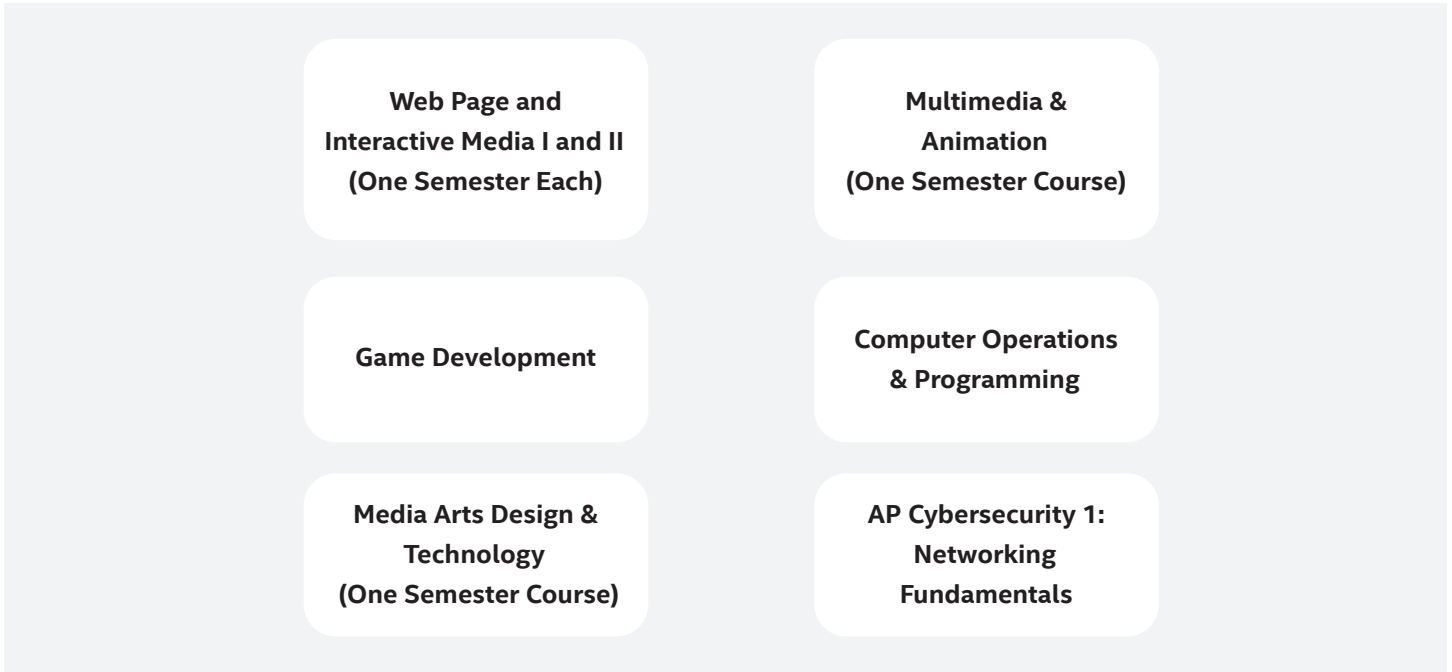 Web Page and
Interactive Media I and II
(One Semester Each)
Multimedia &
Animation
(One Semester Course)
Game Development
Computer Operations
& Programming
Media Arts Design &
Technology
(One Semester Course)
AP Cybersecurity 1:
Networking
Fundamentals